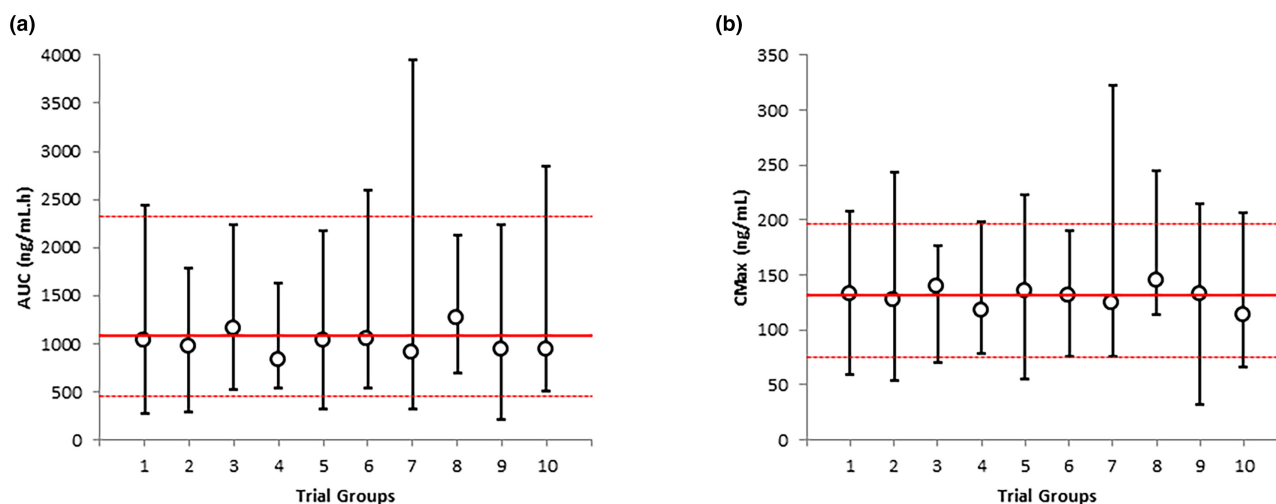 (a)
AUC (ng/mL.h)
4000
3500
3000
2500
2000
1500
1000
500
0
1 2 3 4 5 6 7 8 9 10
Trial Groups
(b)
CMax (ng/mL)
350
300
250
200
150
100
50
0
1 2 3 4 5 6 7 8 9 10
Trial Groups